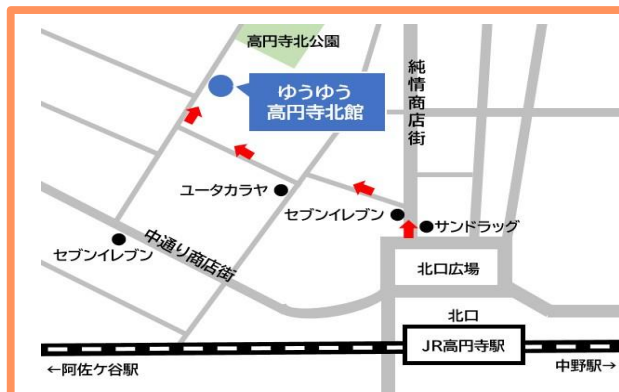 高円寺北公園
純情商店街
ゆうゆう
高円寺北館
ユータカラヤ
セブンイレブン
サンドラッグ
中通り商店街
セブンイレブン
北口広場
北口
JR高円寺駅
←阿佐ケ谷駅
中野駅→